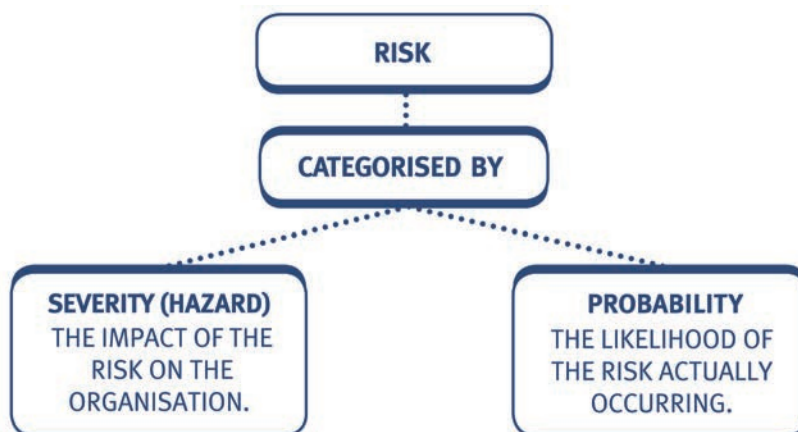 RISK
CATEGORISED BY
SEVERITY (HAZARD)
THE IMPACT OF THE
RISK ON THE
ORGANISATION.
PROBABILITY
THE LIKELIHOOD OF
THE RISK ACTUALLY
OCCURRING.